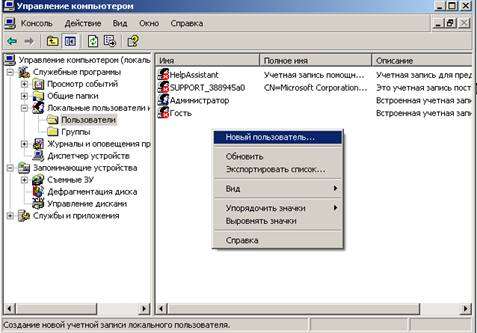 Управление компьютером
Консоль Действие Вид Окно Справка
Управление компьютером (локаль
Служебные программы
Просмотр событий
Общие папки
Локальные пользователи и
Пользователи
Группы
Журналы и оповещения пр
Диспетчер устройств
Запоминающие устройства
Съемные ЗУ
Дефрагментация диска
Управление дисками
Службы и приложения
Имя Полное имя Описание
HelpAssistant Учетная запись помощн... Учетная запись для пред
SUPPORT_388945a0 CN=Microsoft Corporation... Это учетная запись пост
Администратор Встроенная учетная запи
Гость Встроенная учетная запи
Новый пользователь...
Обновить
Экспортировать список...
Вид
Упорядочить значки
Выровнять значки
Справка
Создание новой учетной записи локального пользователя.